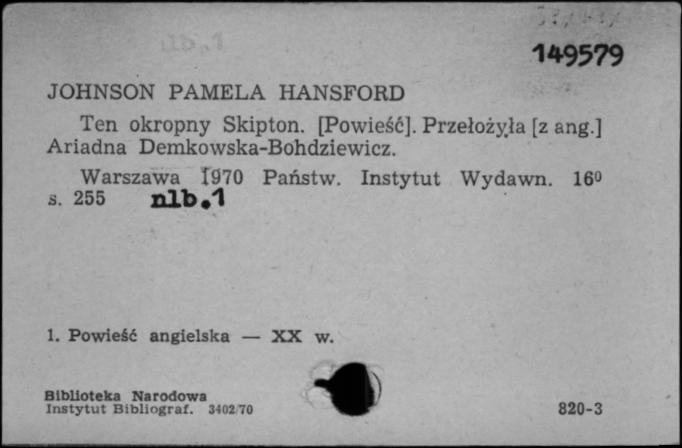 149579
JOHNSON PAMELA HANSFORD
Ten okropny Skipton. [Powieść]. Przełożyła [z ang.]
Ariadna Demkowska-Bohdziewicz.
Warszawa 1970 Państw. Instytut Wydawn. 16⁰
s. 255 nlb.1
1. Powieść angielska — XX w.
Biblioteka Narodowa
Instytut Bibliograf. 3402/70
820-3